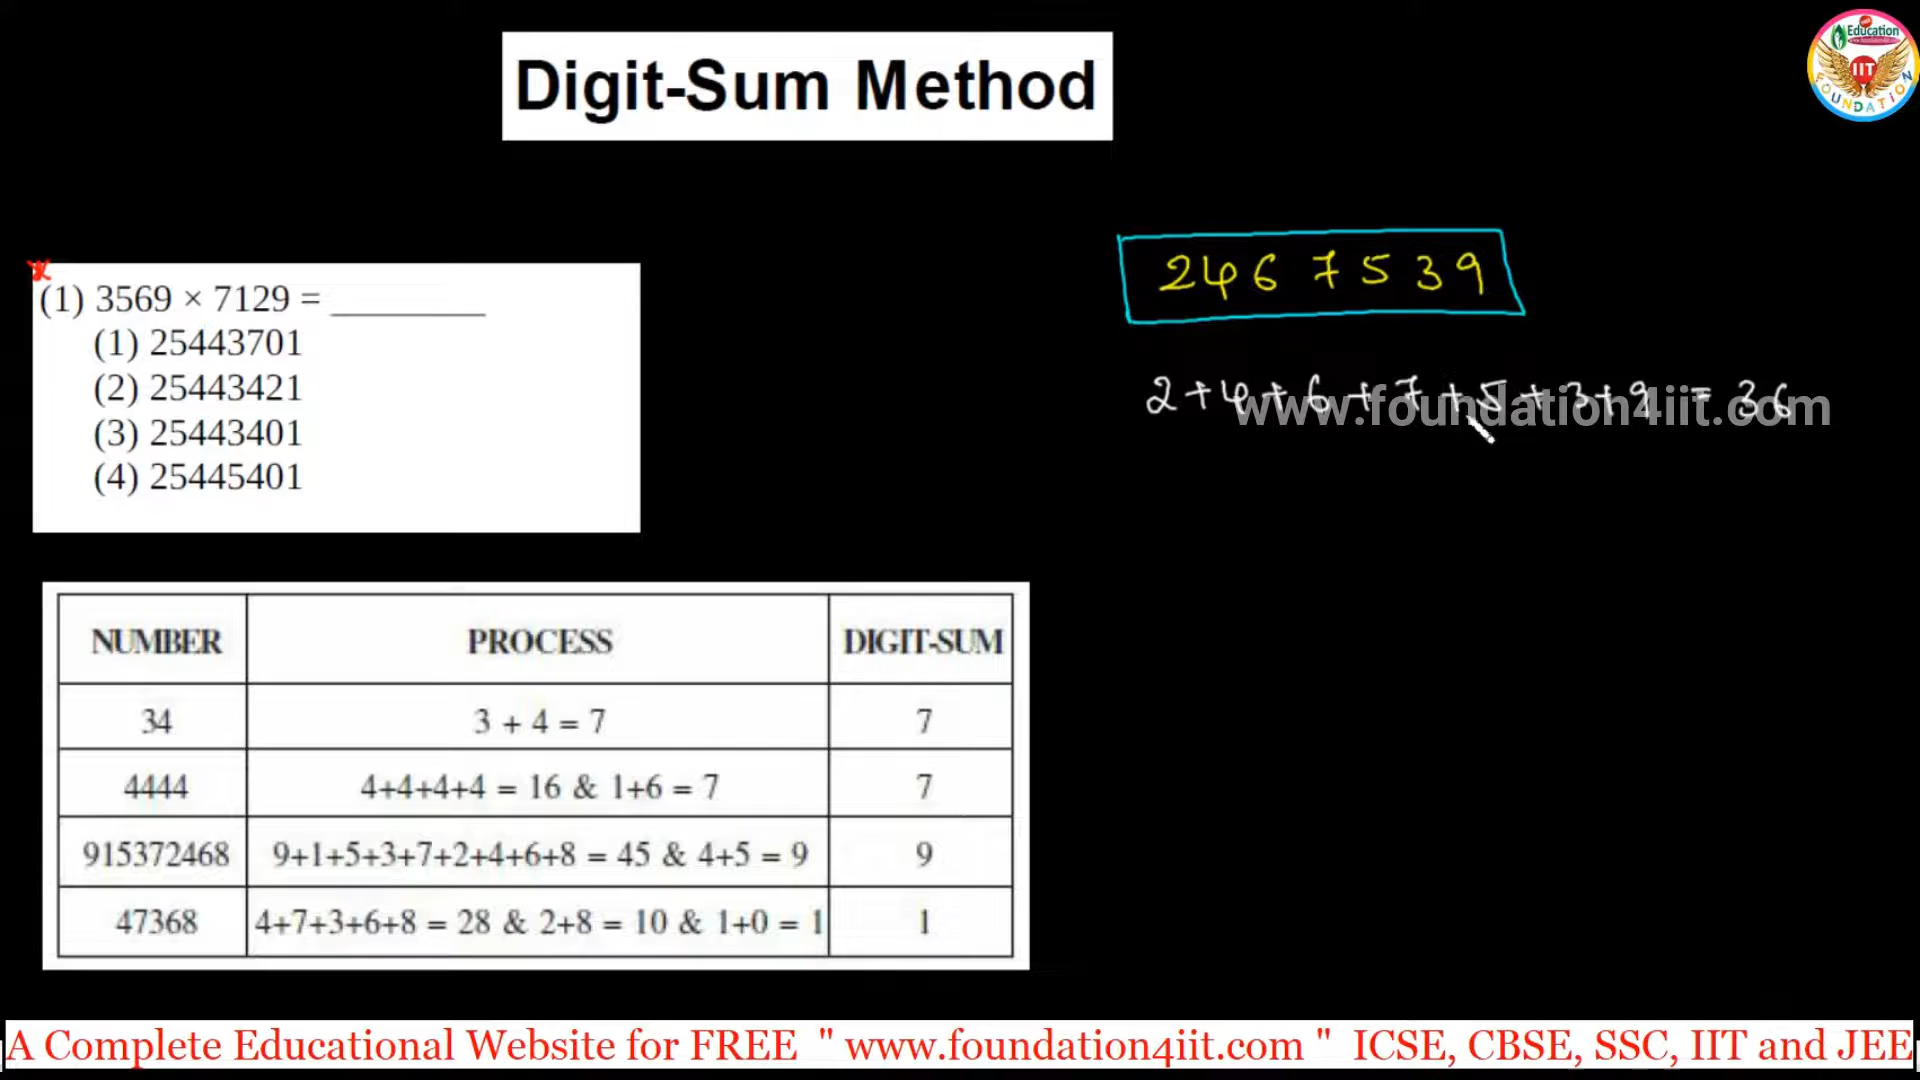 Digit-Sum Method
Education
IIT
FOUNDATION
(1) 3569 × 7129 = ________
(1) 25443701
(2) 25443421
(3) 25443401
(4) 25445401
2467539
2+4+6+7+5+3+9 = 36
www.foundation4iit.com
NUMBER PROCESS DIGIT-SUM
34 3 + 4 = 7 7
4444 4+4+4+4 = 16 & 1+6 = 7 7
915372468 9+1+5+3+7+2+4+6+8 = 45 & 4+5 = 9 9
47368 4+7+3+6+8 = 28 & 2+8 = 10 & 1+0 = 1 1
A Complete Educational Website for FREE " www.foundation4iit.com " ICSE, CBSE, SSC, IIT and JEE